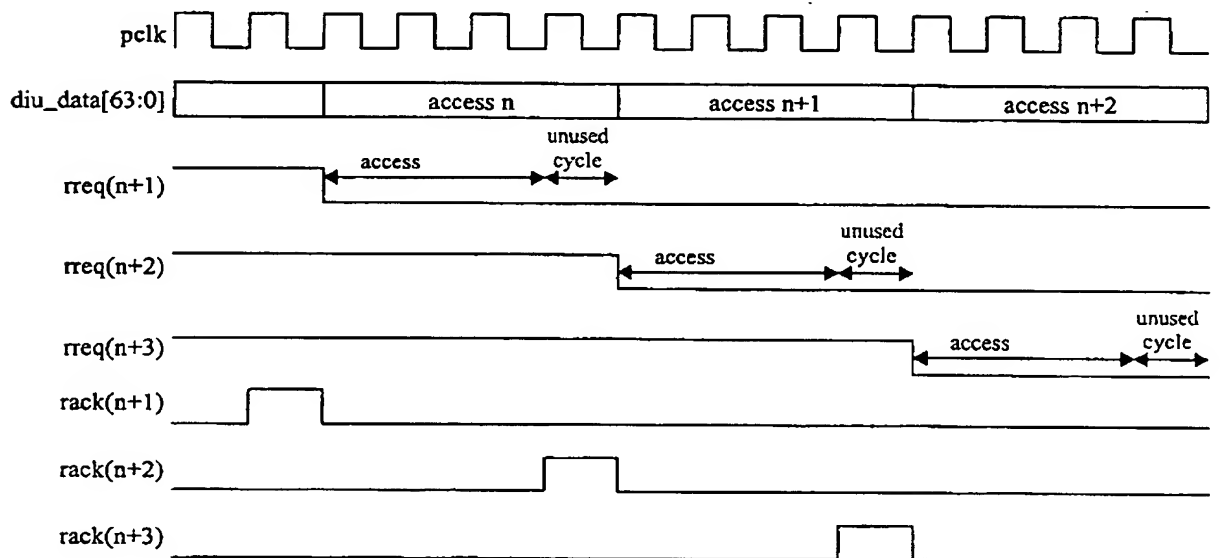 pclk
diu_data[63:0]
access n
access n+1
access n+2
rreq(n+1)
access
unused
cycle
rreq(n+2)
access
unused
cycle
rreq(n+3)
access
unused
cycle
rack(n+1)
rack(n+2)
rack(n+3)